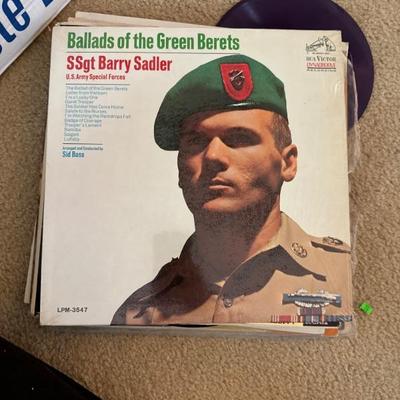 Ballads of the Green Berets
SSgt Barry Sadler
U.S. Army Special Forces
The Ballad of the Green Berets
Letter from Vietnam
I'm a Lucky One
Garet Trooper
The Soldier Has Come Home
Salute to the Nurses
I'm Watching the Raindrops Fall
Badge of Courage
Trooper's Lament
Bamiba
Saigon
Lullaby
Arranged and Conducted by
Sid Bass
RCA VICTOR
DYNAGROOVE
LPM-3547